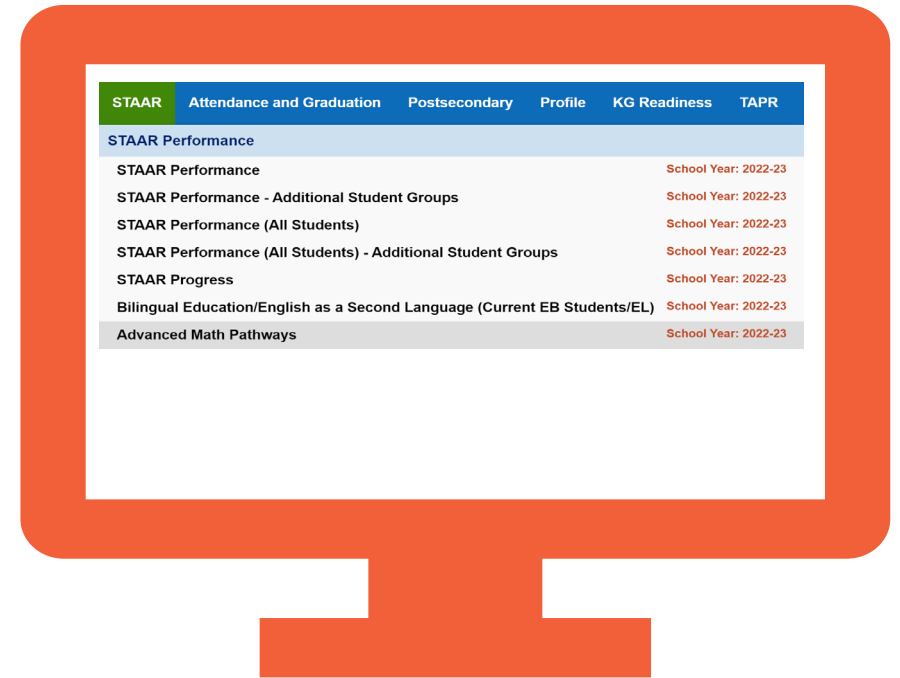 STAAR Attendance and Graduation Postsecondary Profile KG Readiness TAPR
STAAR Performance
STAAR Performance School Year: 2022-23
STAAR Performance - Additional Student Groups School Year: 2022-23
STAAR Performance (All Students) School Year: 2022-23
STAAR Performance (All Students) - Additional Student Groups School Year: 2022-23
STAAR Progress School Year: 2022-23
Bilingual Education/English as a Second Language (Current EB Students/EL) School Year: 2022-23
Advanced Math Pathways School Year: 2022-23